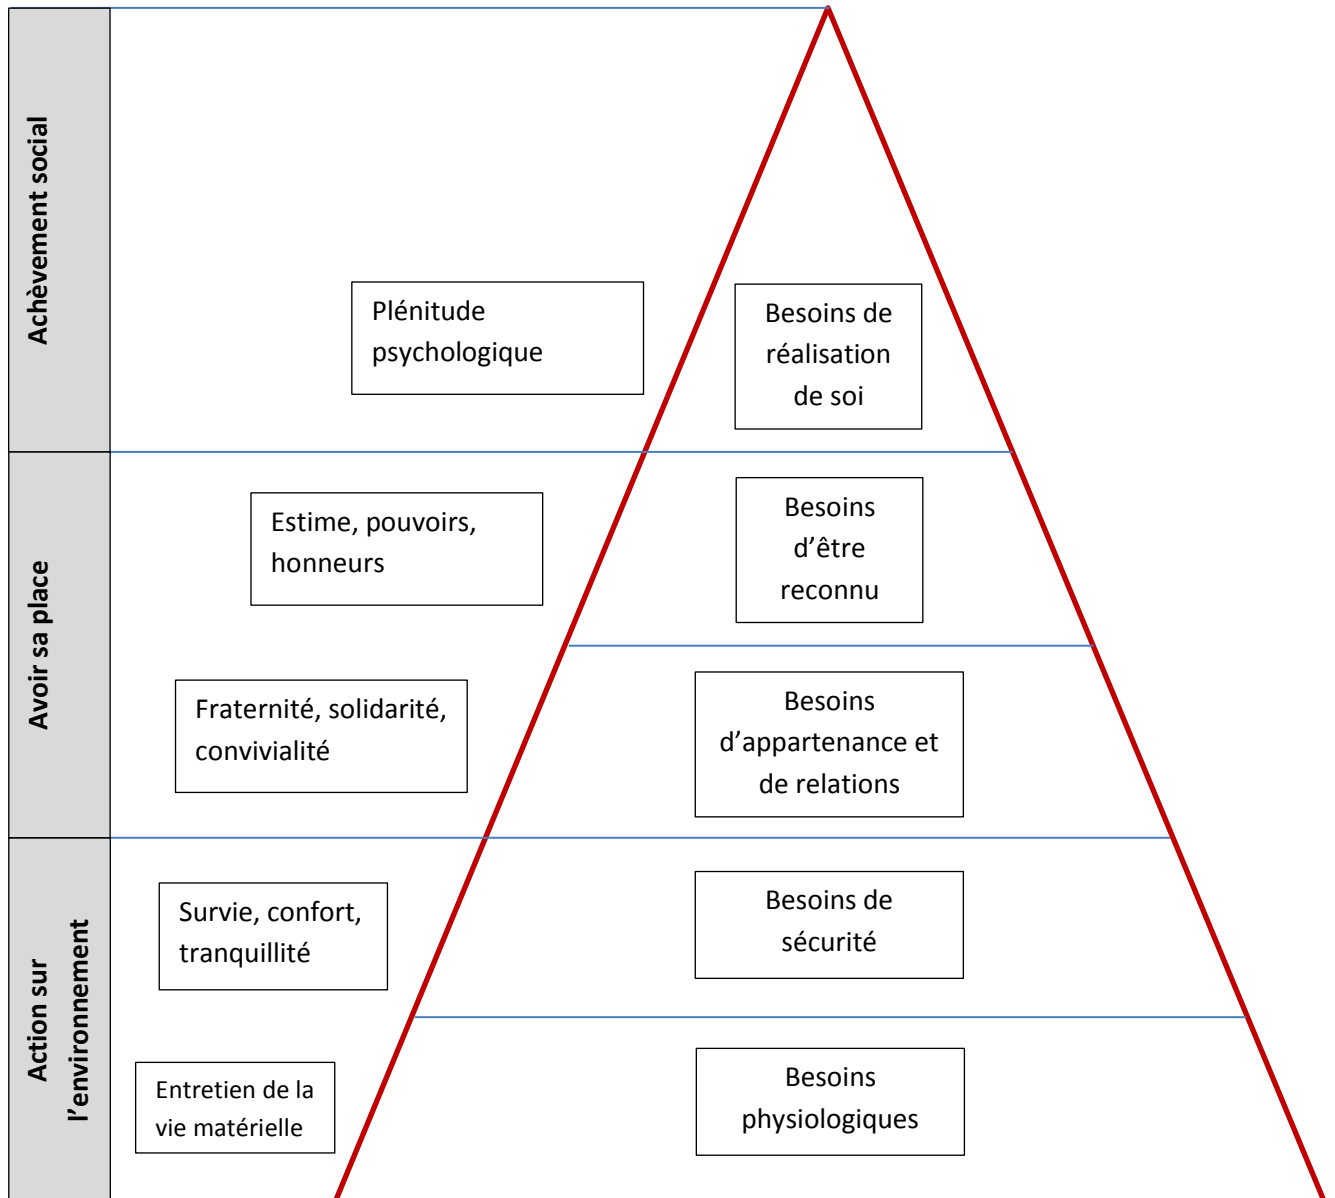 Achèvement social
Plénitude
psychologique
Besoins de
réalisation
de soi
Avoir sa place
Estime, pouvoirs,
honneurs
Besoins
d’être
reconnu
Fraternité, solidarité,
convivialité
Besoins
d’appartenance et
de relations
Action sur
l’environnement
Survie, confort,
tranquillité
Besoins de
sécurité
Entretien de la
vie matérielle
Besoins
physiologiques